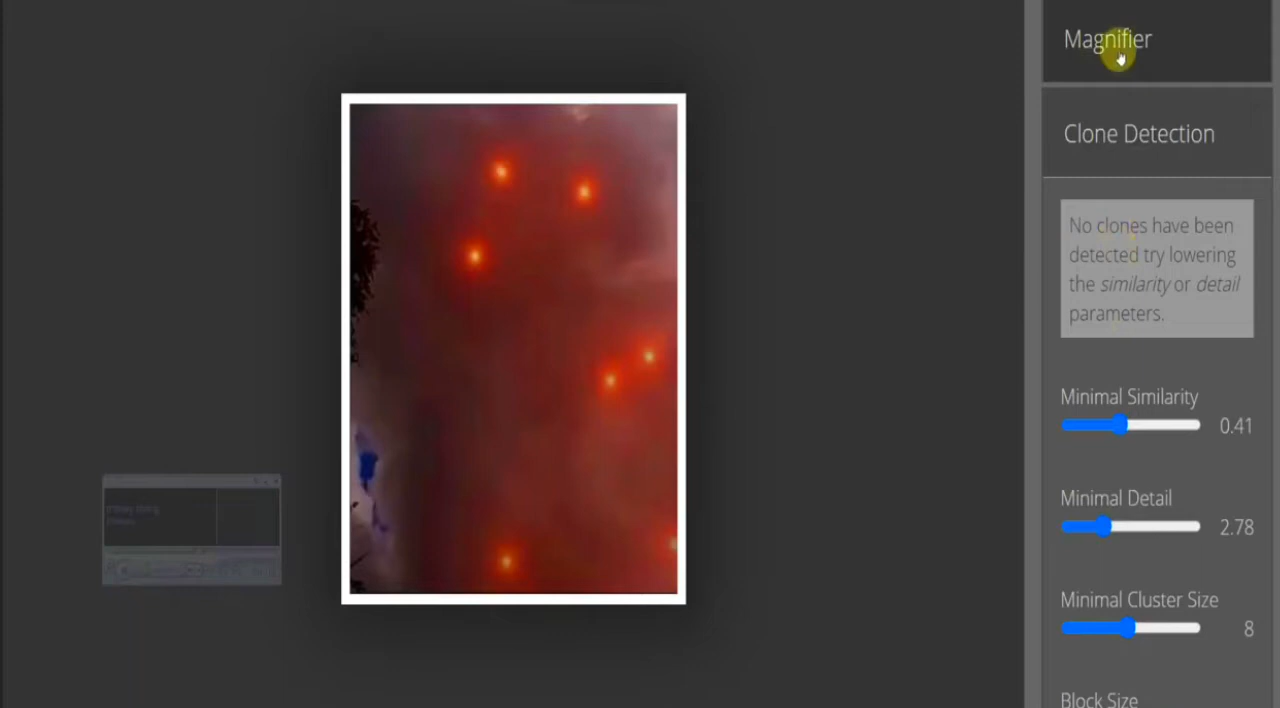 Magnifier
Clone Detection
No clones have been
detected try lowering
the similarity or detail
parameters.
Minimal Similarity
0.41
Minimal Detail
2.78
Minimal Cluster Size
8
Block Size